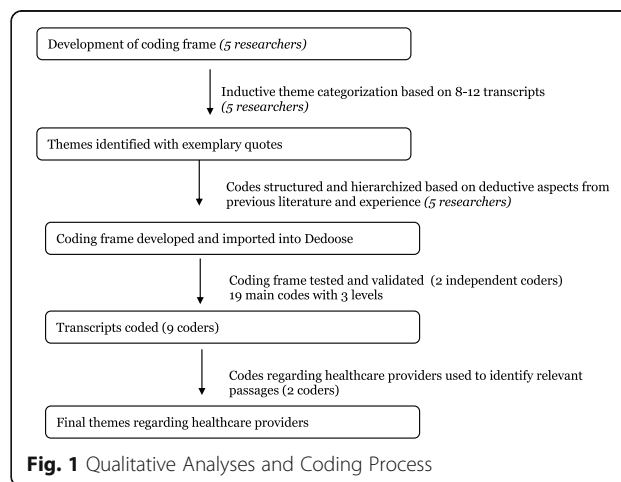 Development of coding frame (5 researchers)
Inductive theme categorization based on 8-12 transcripts
(5 researchers)
Themes identified with exemplary quotes
Codes structured and hierarchized based on deductive aspects from
previous literature and experience (5 researchers)
Coding frame developed and imported into Dedoose
Coding frame tested and validated (2 independent coders)
19 main codes with 3 levels
Transcripts coded (9 coders)
Codes regarding healthcare providers used to identify relevant
passages (2 coders)
Final themes regarding healthcare providers
Fig. 1 Qualitative Analyses and Coding Process